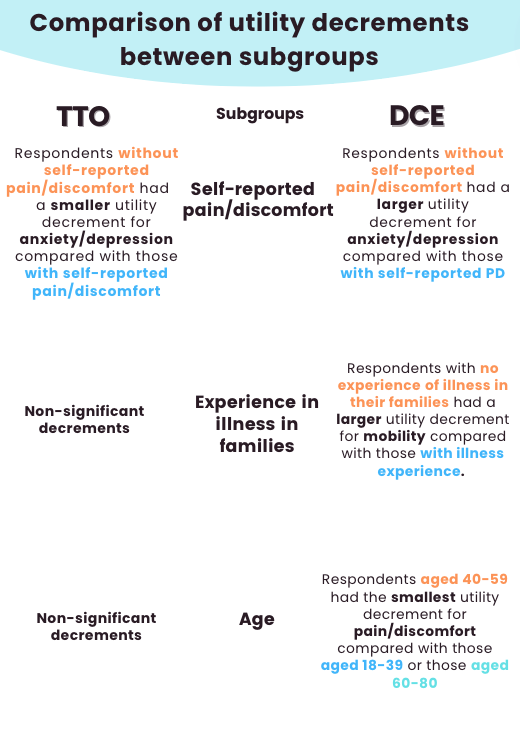 Comparison of utility decrements
between subgroups
TTO
Subgroups
DCE
Respondents without
self-reported
pain/discomfort had
a smaller utility
decrement for
anxiety/depression
compared with those
with self-reported
pain/discomfort
Self-reported
pain/discomfort
Respondents without
self-reported
pain/discomfort had a
larger utility
decrement for
anxiety/depression
compared with those
with self-reported PD
Non-significant
decrements
Experience in
illness in
families
Respondents with no
experience of illness in
their families had a
larger utility decrement
for mobility compared
with those with illness
experience.
Non-significant
decrements
Age
Respondents aged 40-59
had the smallest utility
decrement for
pain/discomfort
compared with those
aged 18-39 or those aged
60-80